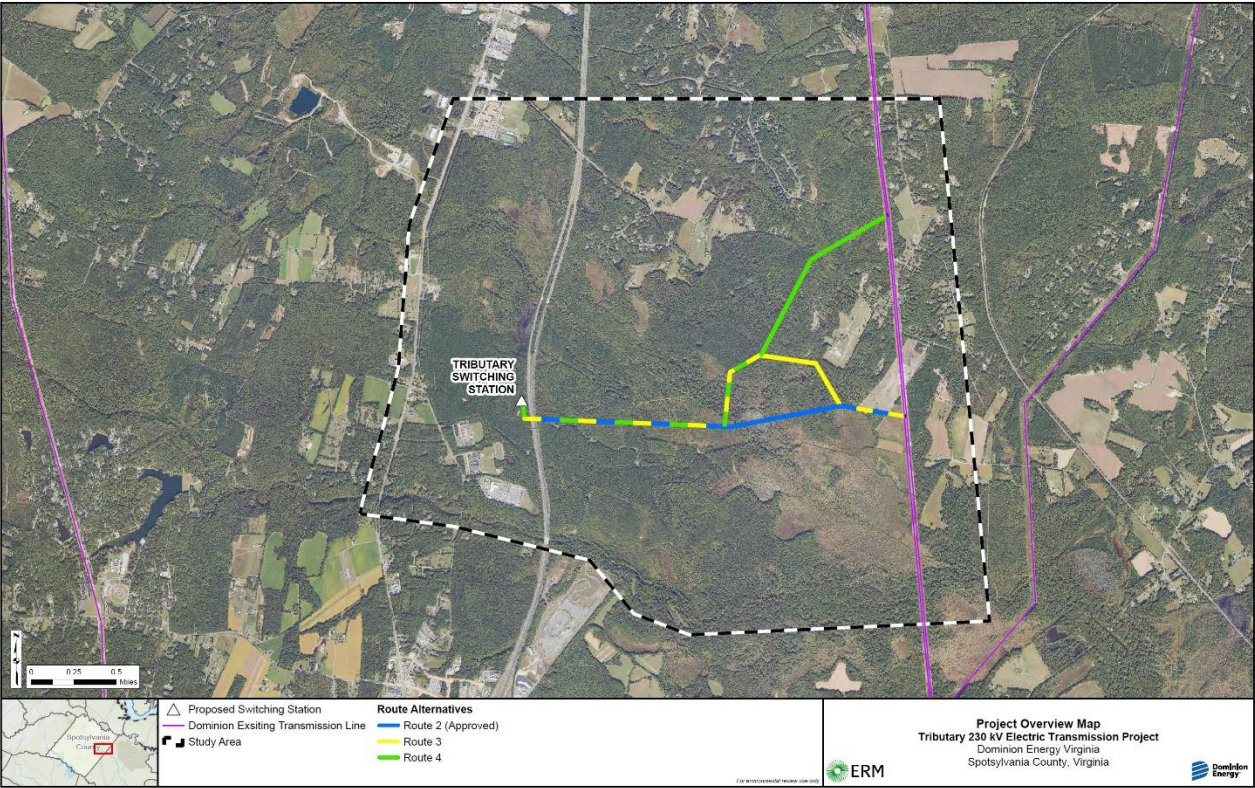 TRIBUTARY
SWITCHING
STATION
0 0.25 0.5
Miles
Spotsylvania
County
Proposed Switching Station
Dominion Exsiting Transmission Line
Study Area
Route Alternatives
Route 2 (Approved)
Route 3
Route 4
For environmental review use only
Project Overview Map
Tributary 230 kV Electric Transmission Project
Dominion Energy Virginia
Spotsylvania County, Virginia
ERM
Dominion
Energy